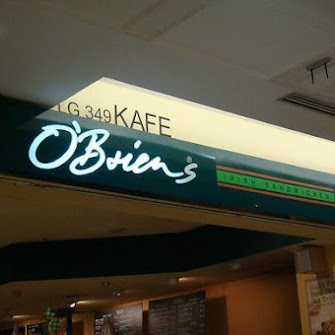 LG 349 KAFE
O'Brien's
IRISH SANDWICHES